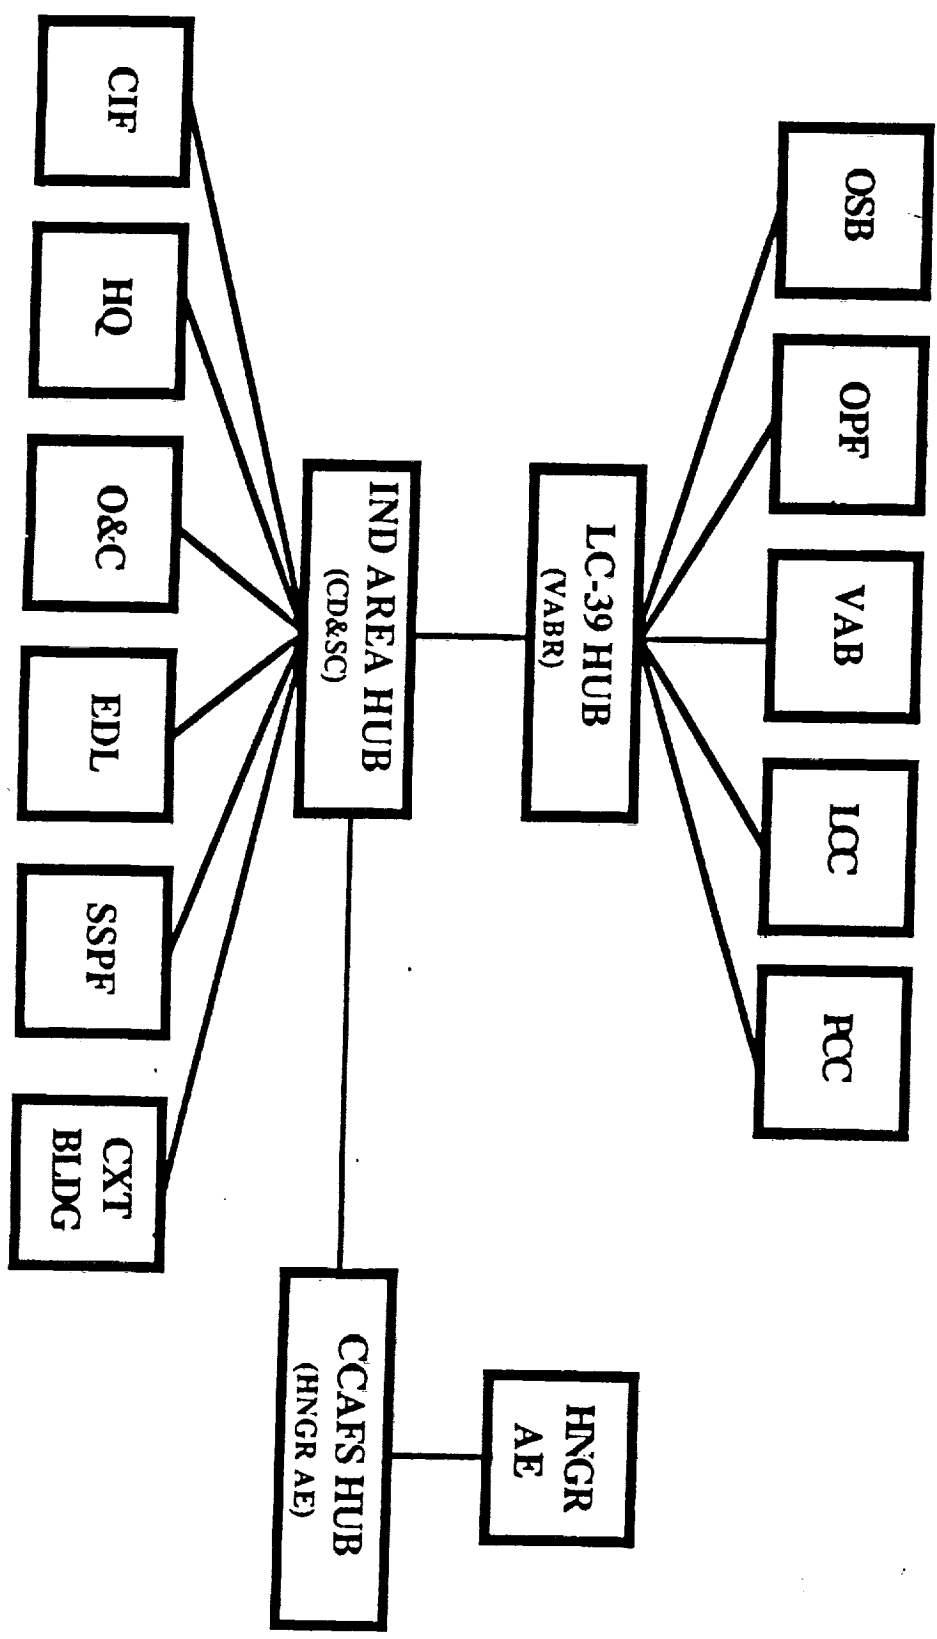 OSB
OPF
VAB
LCC
PCC
LC-39 HUB
(VABR)
HNGR
AE
IND AREA HUB
(CD&SC)
CCAFS HUB
(HNGR AE)
CIF
HQ
O&C
EDL
SSPF
CXT
BLDG